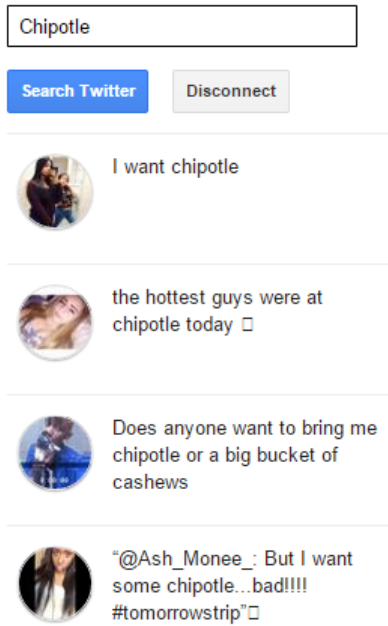 Chipotle
Search Twitter
Disconnect
I want chipotle
the hottest guys were at
chipotle today
Does anyone want to bring me
chipotle or a big bucket of
cashews
“@Ash_Monee_: But I want
some chipotle...bad!!!!
#tomorrowstrip”